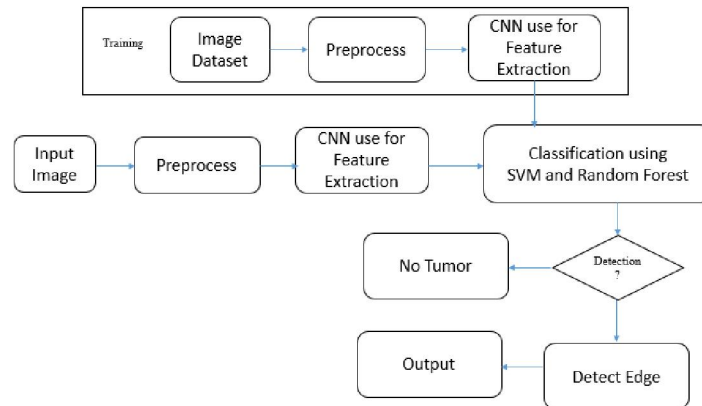 Training
Image
Dataset
Preprocess
CNN use for
Feature
Extraction
Input
Image
Preprocess
CNN use for
Feature
Extraction
Classification using
SVM and Random Forest
No Tumor
Detection
?
Output
Detect Edge